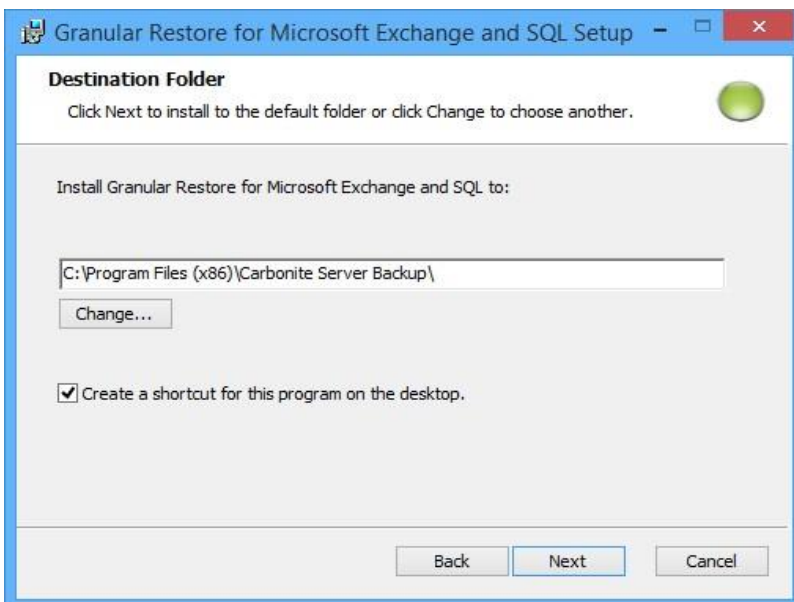 Granular Restore for Microsoft Exchange and SQL Setup
Destination Folder
Click Next to install to the default folder or click Change to choose another.
Install Granular Restore for Microsoft Exchange and SQL to:
C:\Program Files (x86)\Carbonite Server Backup\
Change...
Create a shortcut for this program on the desktop.
Back Next Cancel